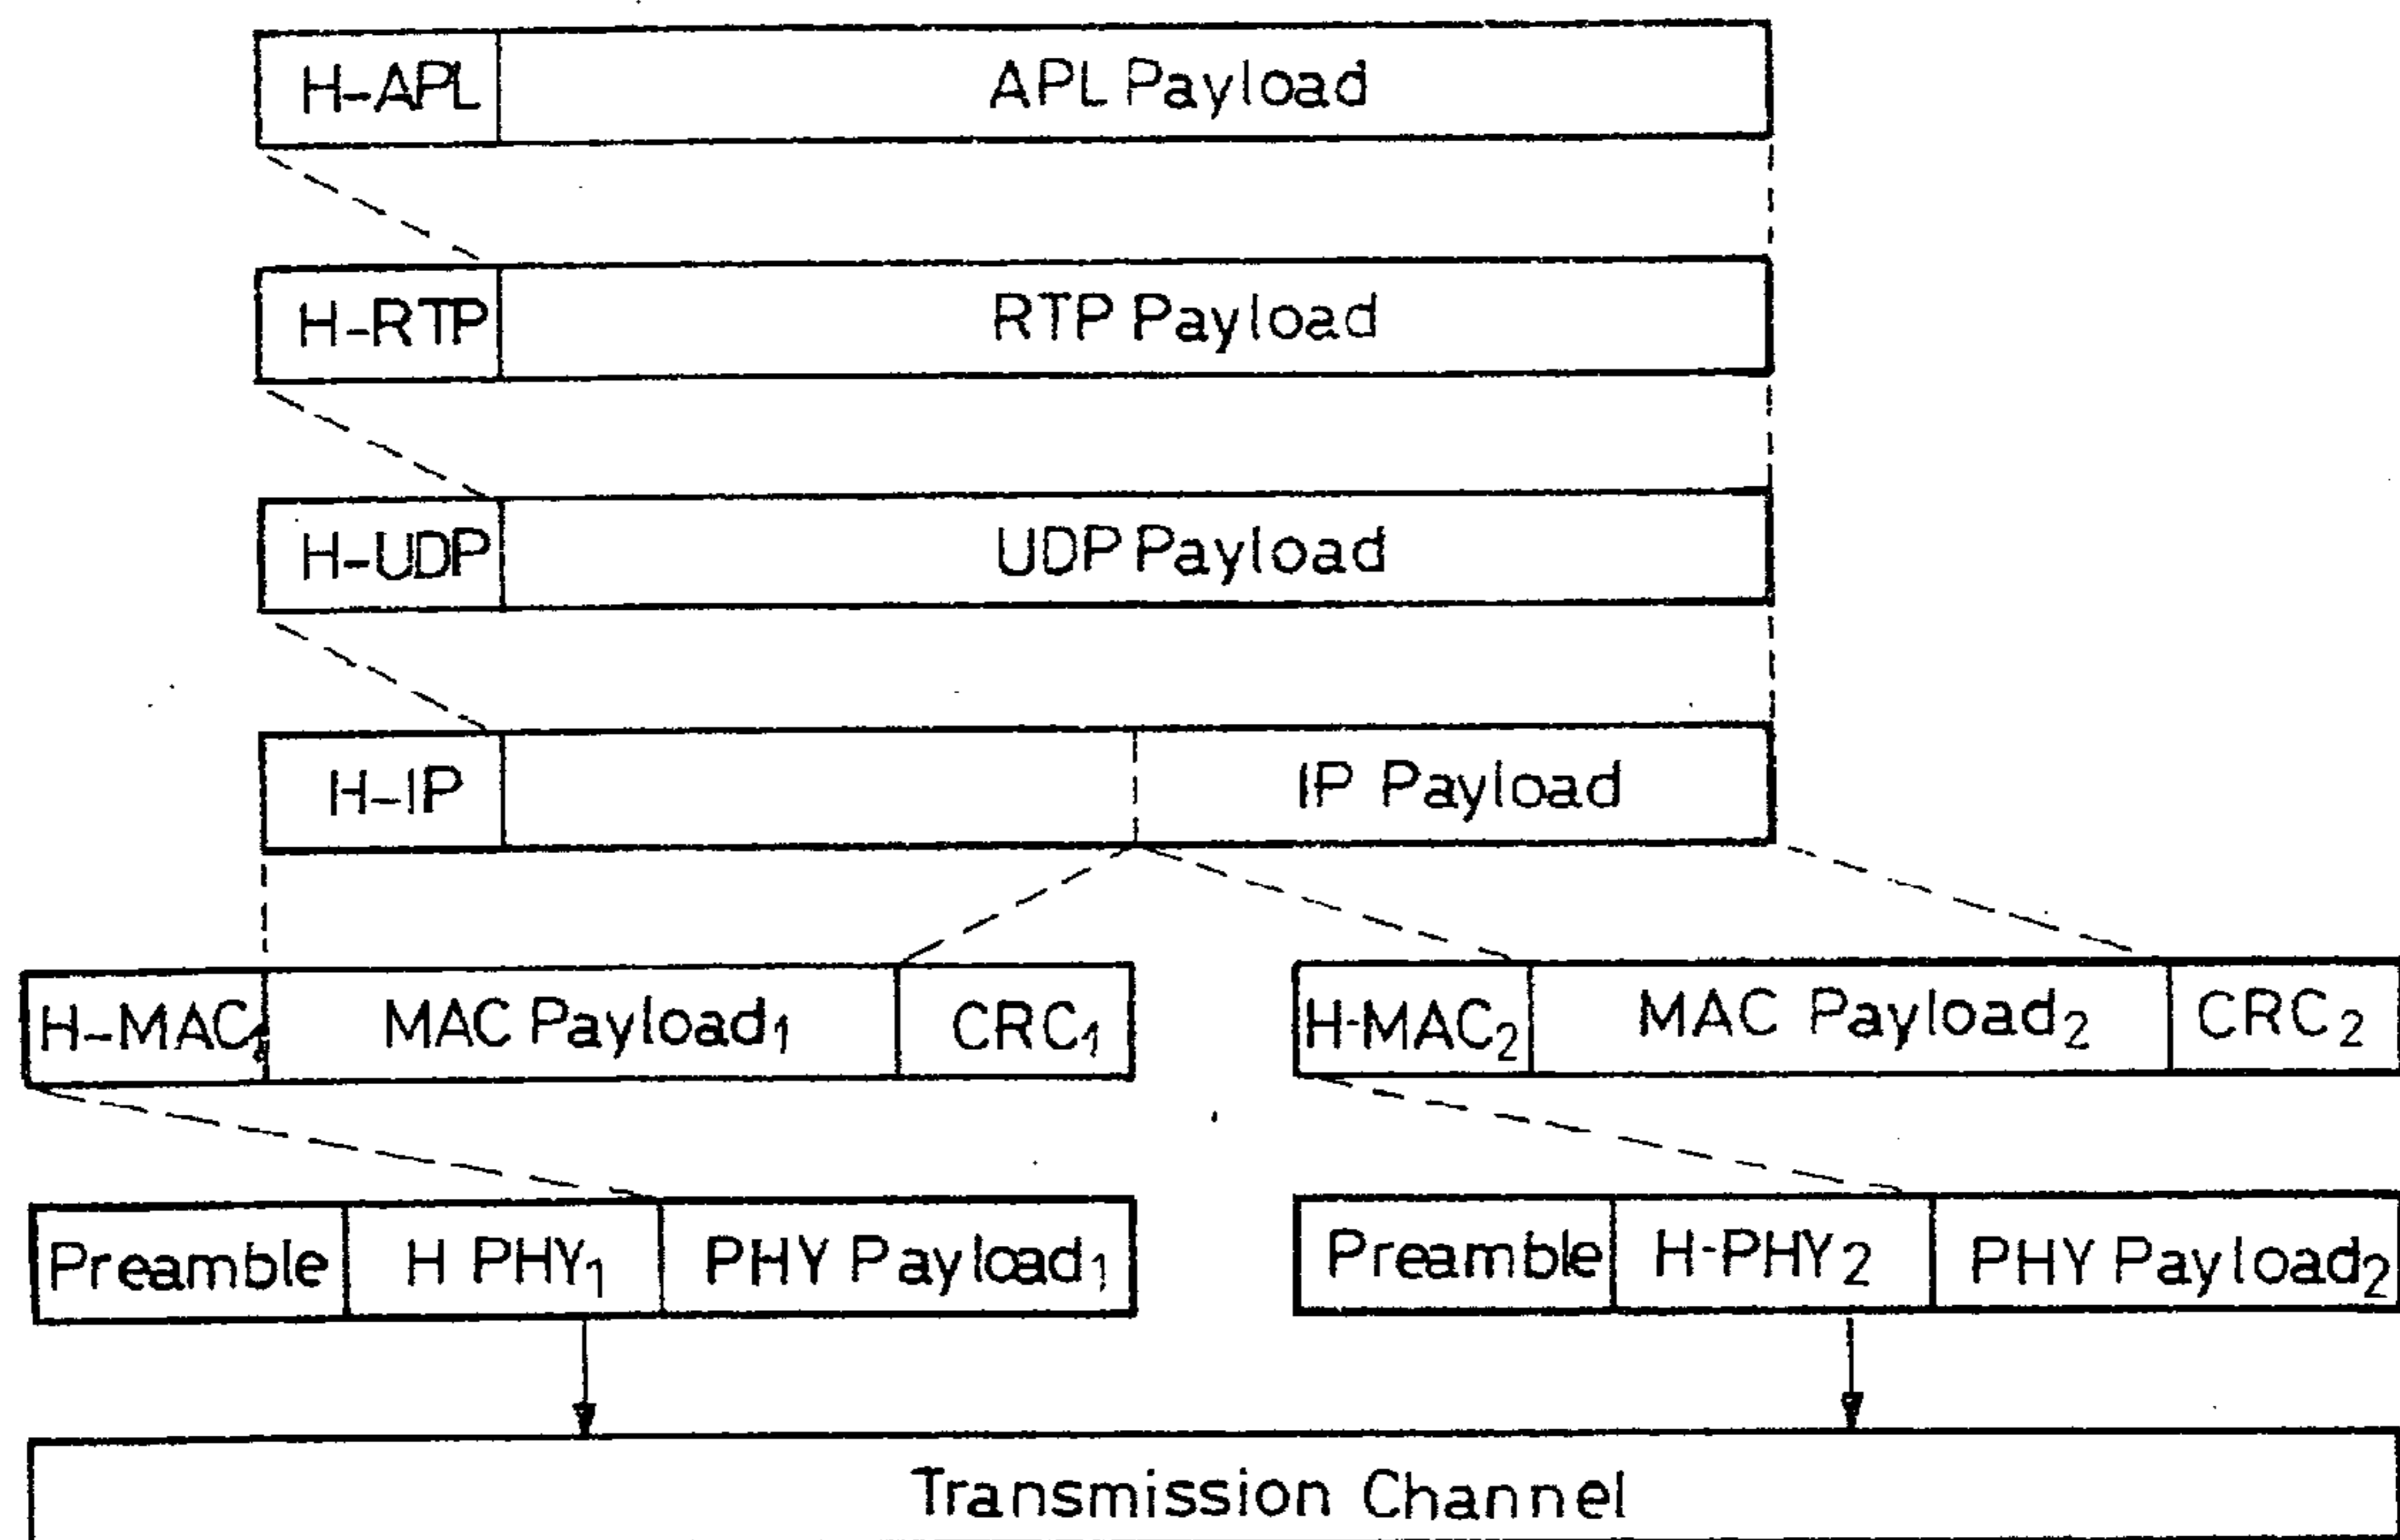 H-APL APL Payload
H-RTP RTP Payload
H-UDP UDP Payload
H-IP IP Payload
H-MAC₁ MAC Payload₁ CRC₁ H-MAC₂ MAC Payload₂ CRC₂
Preamble H PHY₁ PHY Payload₁ Preamble H-PHY₂ PHY Payload₂
Transmission Channel